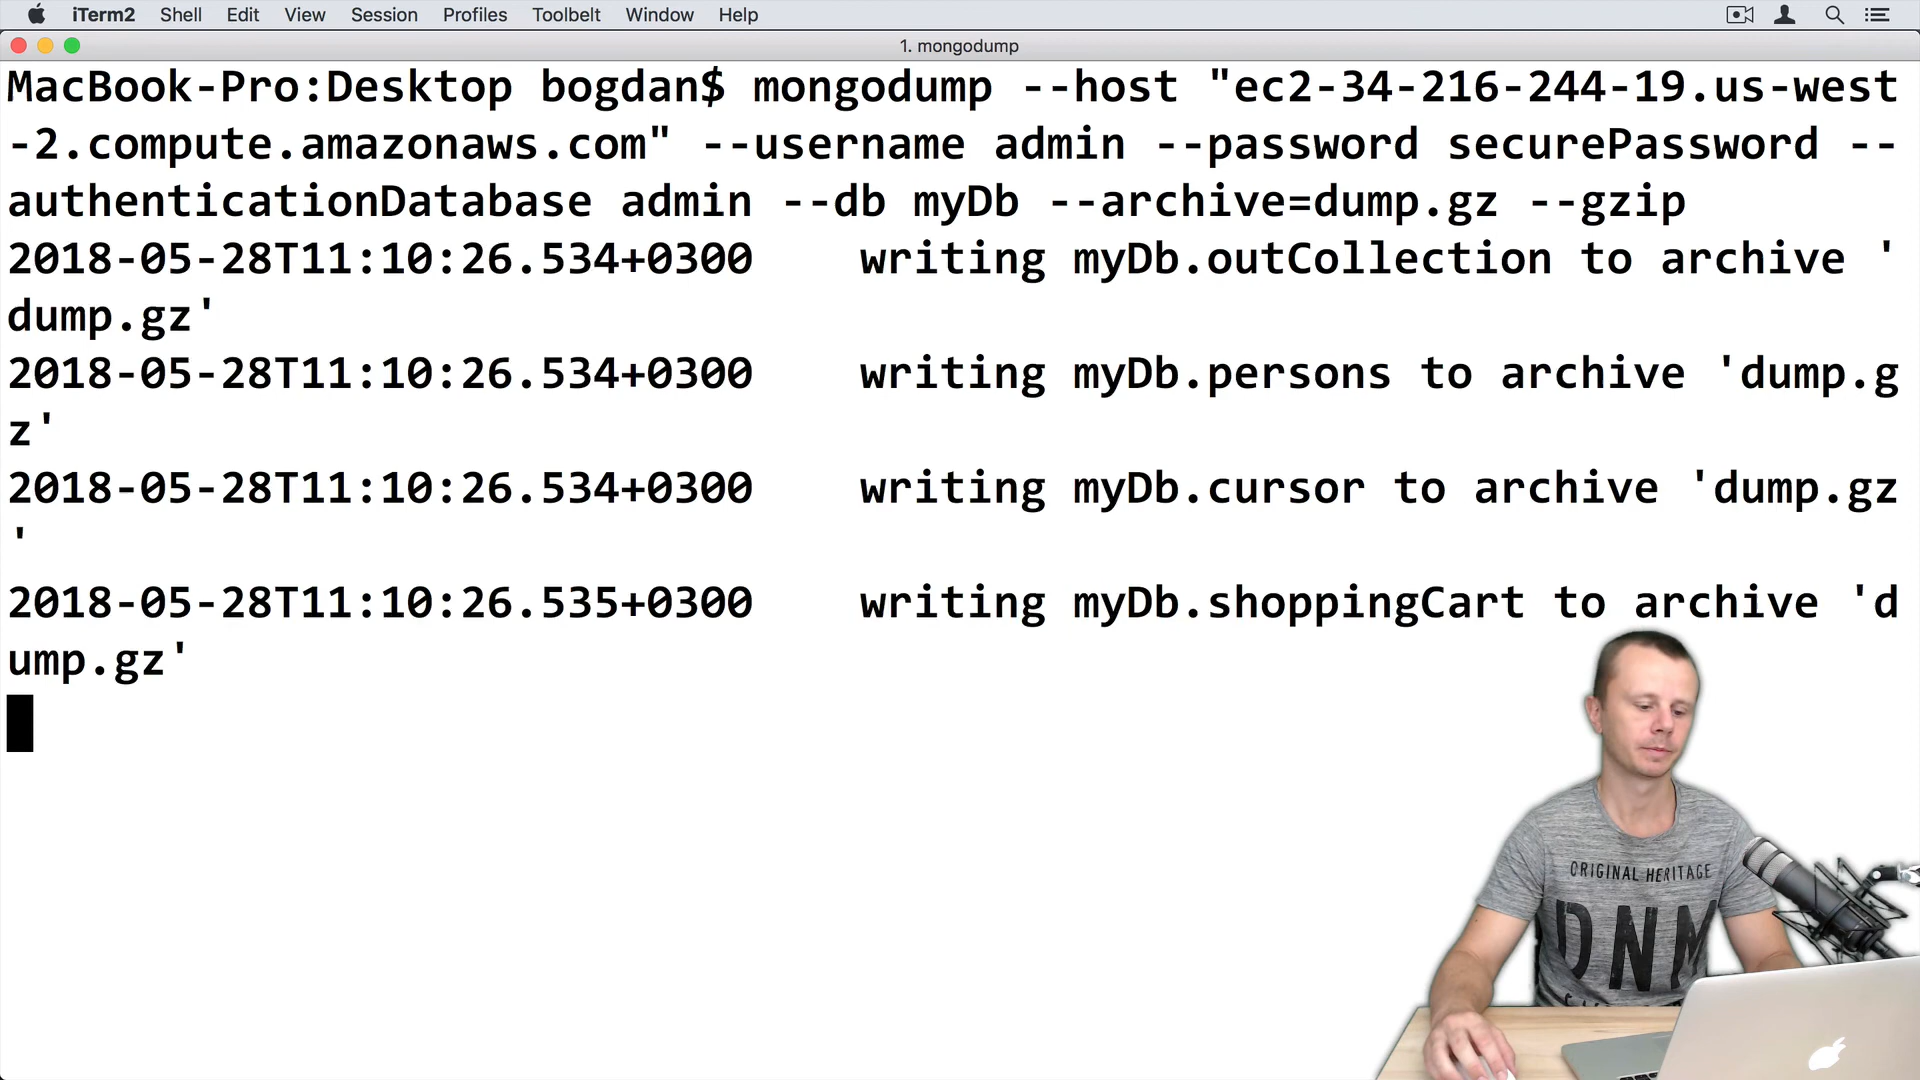 iTerm2 Shell Edit View Session Profiles Toolbelt Window Help
1. mongodump
MacBook-Pro:Desktop bogdan$ mongodump --host "ec2-34-216-244-19.us-west
-2.compute.amazonaws.com" --username admin --password securePassword --
authenticationDatabase admin --db myDb --archive=dump.gz --gzip
2018-05-28T11:10:26.534+0300    writing myDb.outCollection to archive '
dump.gz'
2018-05-28T11:10:26.534+0300    writing myDb.persons to archive 'dump.g
z'
2018-05-28T11:10:26.534+0300    writing myDb.cursor to archive 'dump.gz
'
2018-05-28T11:10:26.535+0300    writing myDb.shoppingCart to archive 'd
ump.gz'
ORIGINAL HERITAGE
DNM